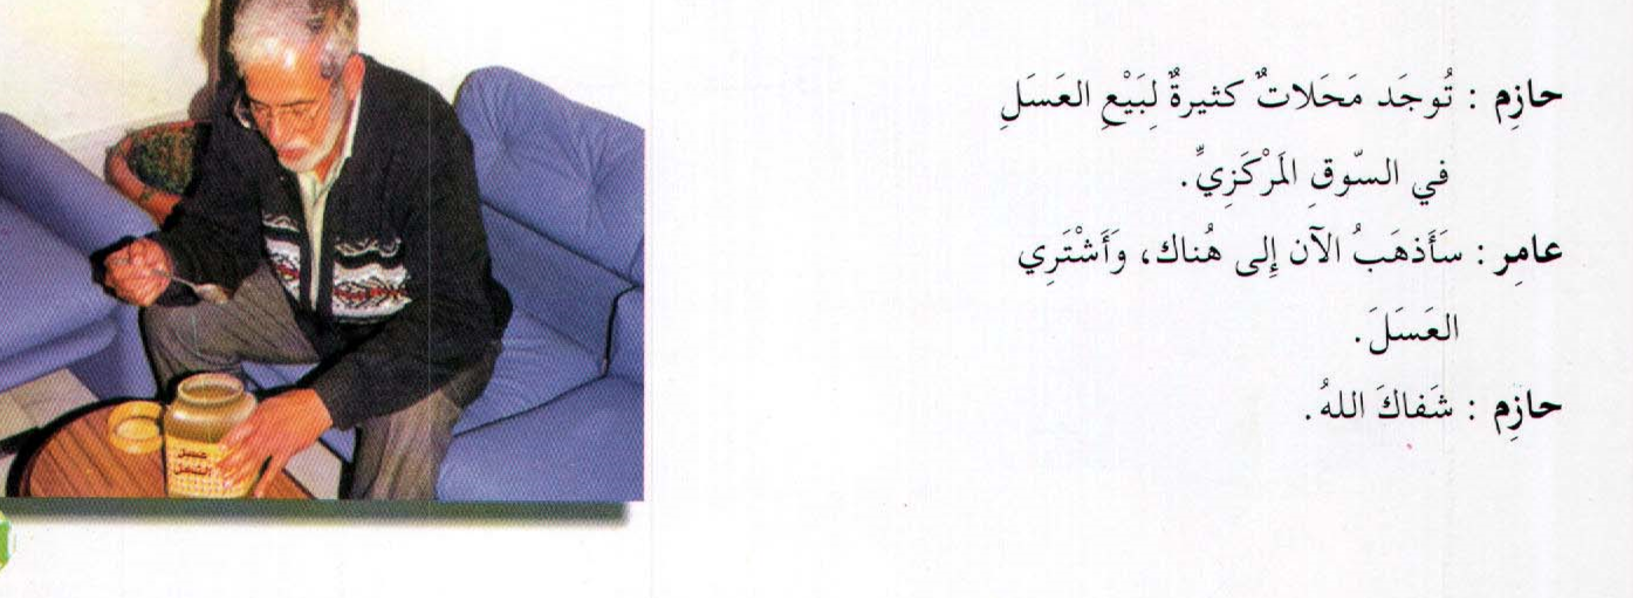 حازِم : تُوجَد مَحَلاتٌ كثيرةٌ لِبَيْعِ العَسَلِ
في السّوقِ المَرْكَزِيِّ.
عامِر : سَأَذهَبُ الآن إِلى هُناك، وَأَشْتَرِي
العَسَلَ.
حازِم : شَفاكَ اللهُ.
عسل
النحل